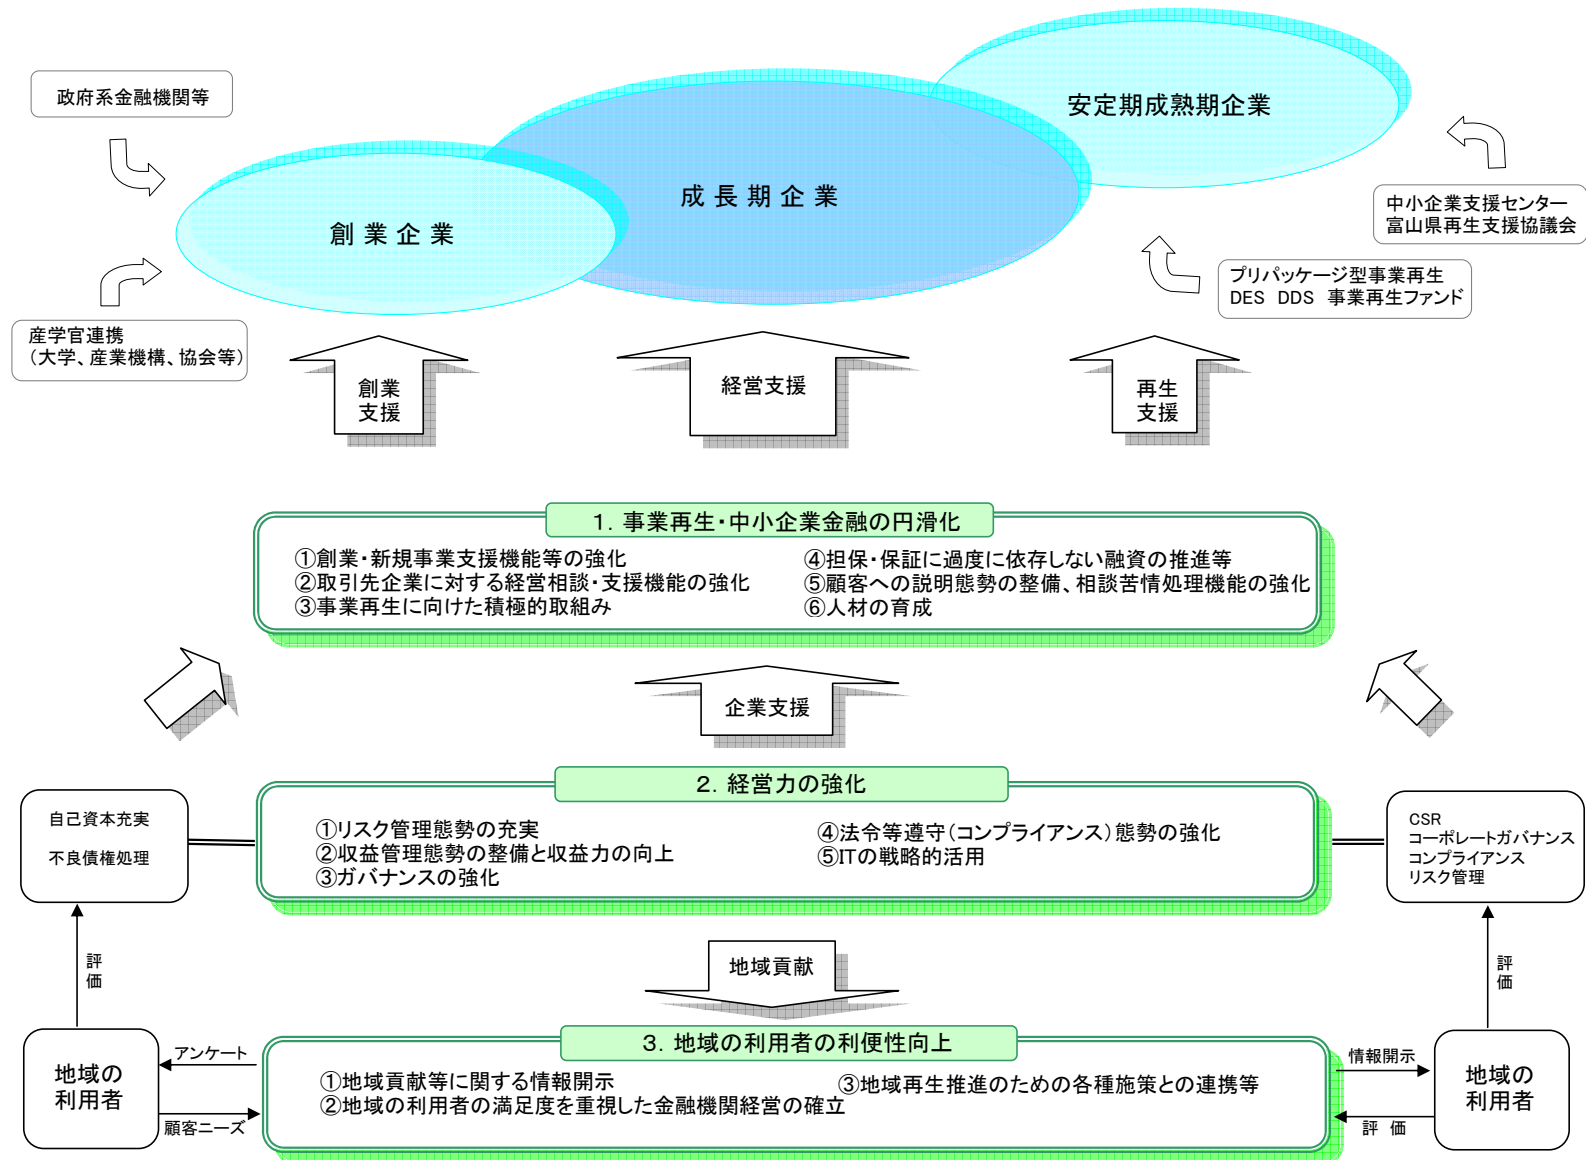 政府系金融機関等
安定期成熟期企業
成長期企業
創業企業
中小企業支援センター
富山県再生支援協議会
プリパッケージ型事業再生
DES DDS 事業再生ファンド
産学官連携
(大学、産業機構、協会等)
創業
支援
経営支援
再生
支援
1. 事業再生・中小企業金融の円滑化
①創業・新規事業支援機能等の強化
②取引先企業に対する経営相談・支援機能の強化
③事業再生に向けた積極的取組み
④担保・保証に過度に依存しない融資の推進等
⑤顧客への説明態勢の整備、相談苦情処理機能の強化
⑥人材の育成
企業支援
2. 経営力の強化
①リスク管理態勢の充実
②収益管理態勢の整備と収益力の向上
③ガバナンスの強化
④法令等遵守(コンプライアンス)態勢の強化
⑤ITの戦略的活用
自己資本充実
不良債権処理
CSR
コーポレートガバナンス
コンプライアンス
リスク管理
評価
地域貢献
評価
3. 地域の利用者の利便性向上
①地域貢献等に関する情報開示
②地域の利用者の満足度を重視した金融機関経営の確立
③地域再生推進のための各種施策との連携等
地域の
利用者
アンケート
顧客ニーズ
情報開示
評 価
地域の
利用者